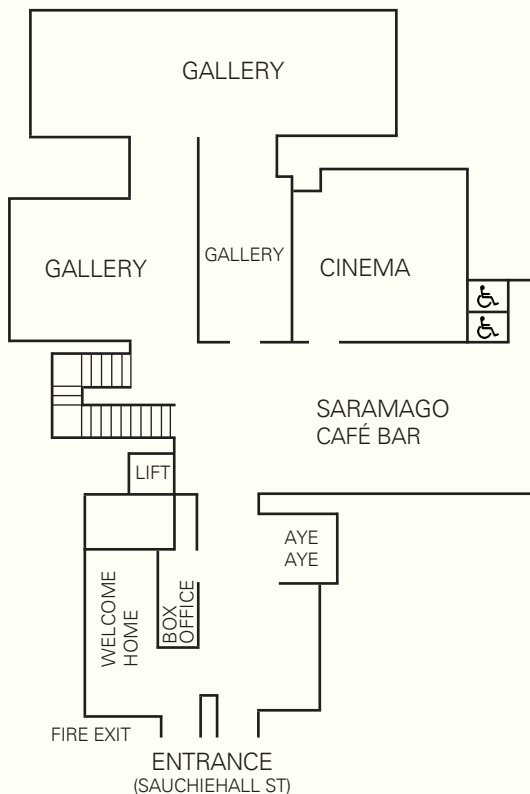 GALLERY
GALLERY
GALLERY
CINEMA
SARAMAGO
CAFÉ BAR
LIFT
AYE
AYE
WELCOME
HOME
BOX
OFFICE
FIRE EXIT
ENTRANCE
(SAUCHIEHALL ST)